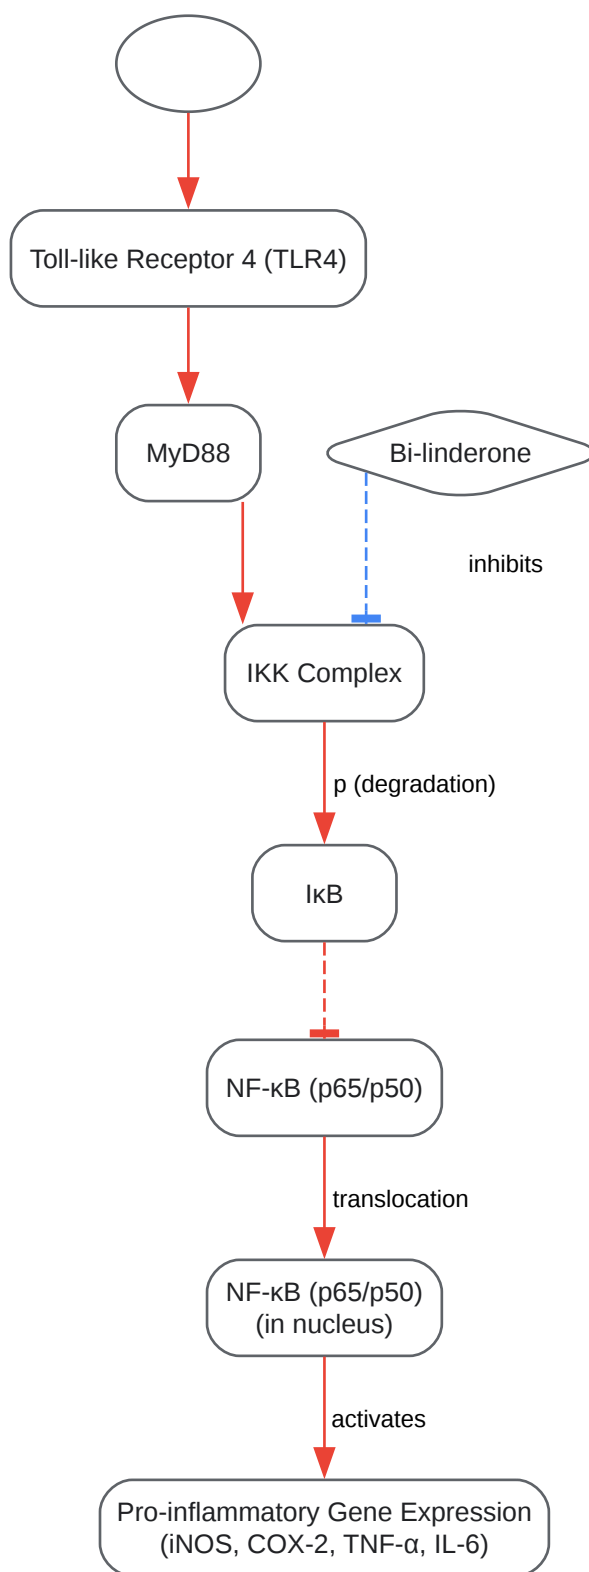 Toll-like Receptor 4 (TLR4)
MyD88
Bi-linderone
inhibits
IKK Complex
p (degradation)
IκB
NF-κB (p65/p50)
translocation
NF-κB (p65/p50)
(in nucleus)
activates
Pro-inflammatory Gene Expression
(iNOS, COX-2, TNF-α, IL-6)